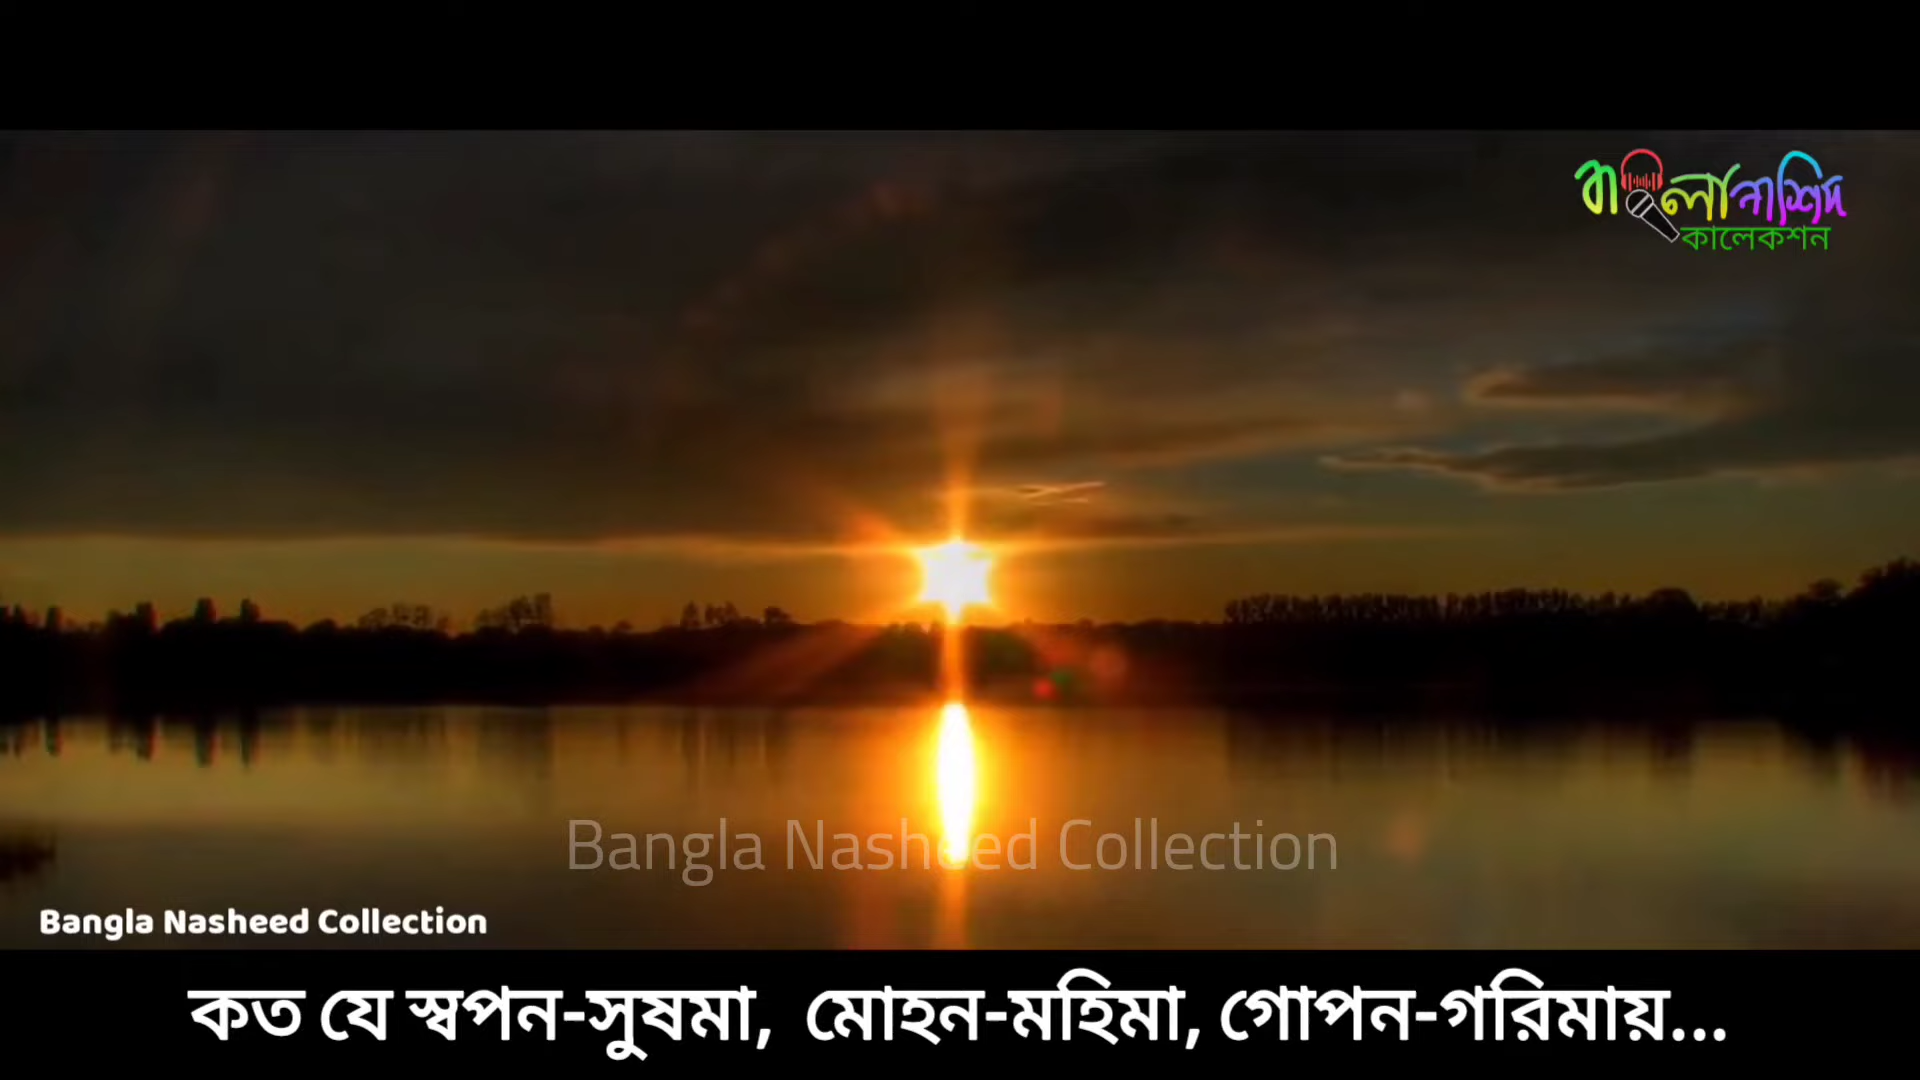 বাংলা নাশিদ
কালেকশন
Bangla Nasheed Collection
Bangla Nasheed Collection
কত যে স্বপন-সুষমা, মোহন-মহিমা, গোপন-গরিমায়...